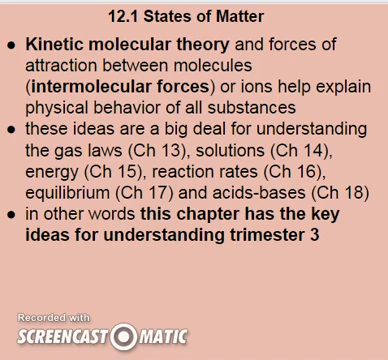 12.1 States of Matter
● Kinetic molecular theory and forces of
attraction between molecules
(intermolecular forces) or ions help explain
physical behavior of all substances
● these ideas are a big deal for understanding
the gas laws (Ch 13), solutions (Ch 14),
energy (Ch 15), reaction rates (Ch 16),
equilibrium (Ch 17) and acids-bases (Ch 18)
● in other words this chapter has the key
ideas for understanding trimester 3
Recorded with
SCREENCAST-O-MATIC